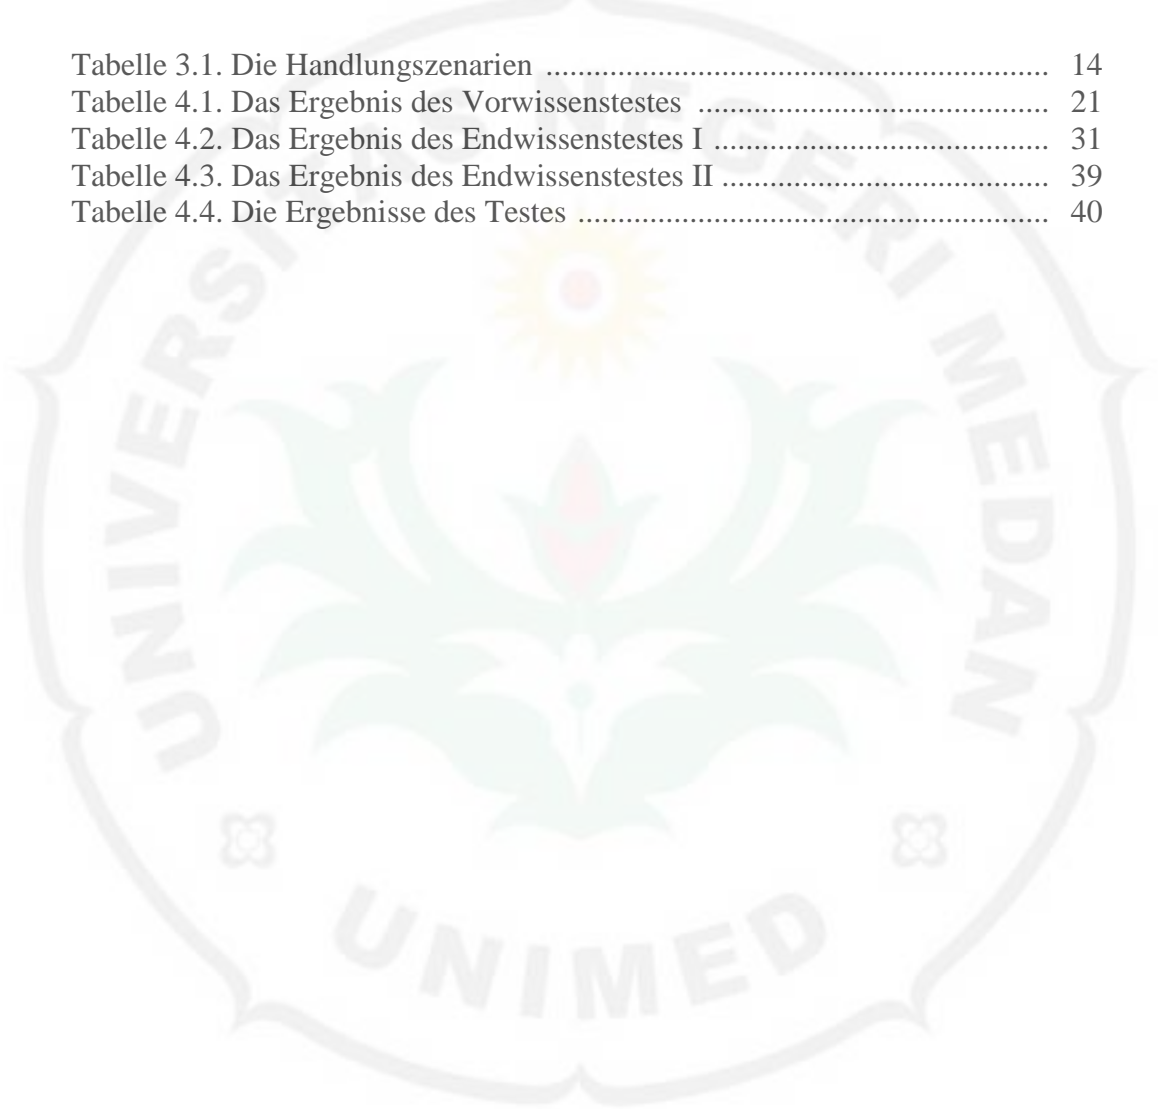 Tabelle 3.1. Die Handlungszenarien ............................................................... 14
Tabelle 4.1. Das Ergebnis des Vorwissenstestes ............................................ 21
Tabelle 4.2. Das Ergebnis des Endwissenstestes I .......................................... 31
Tabelle 4.3. Das Ergebnis des Endwissenstestes II ......................................... 39
Tabelle 4.4. Die Ergebnisse des Testes ........................................................... 40
UNIVERSITAS NEGERI MEDAN
UNIMED